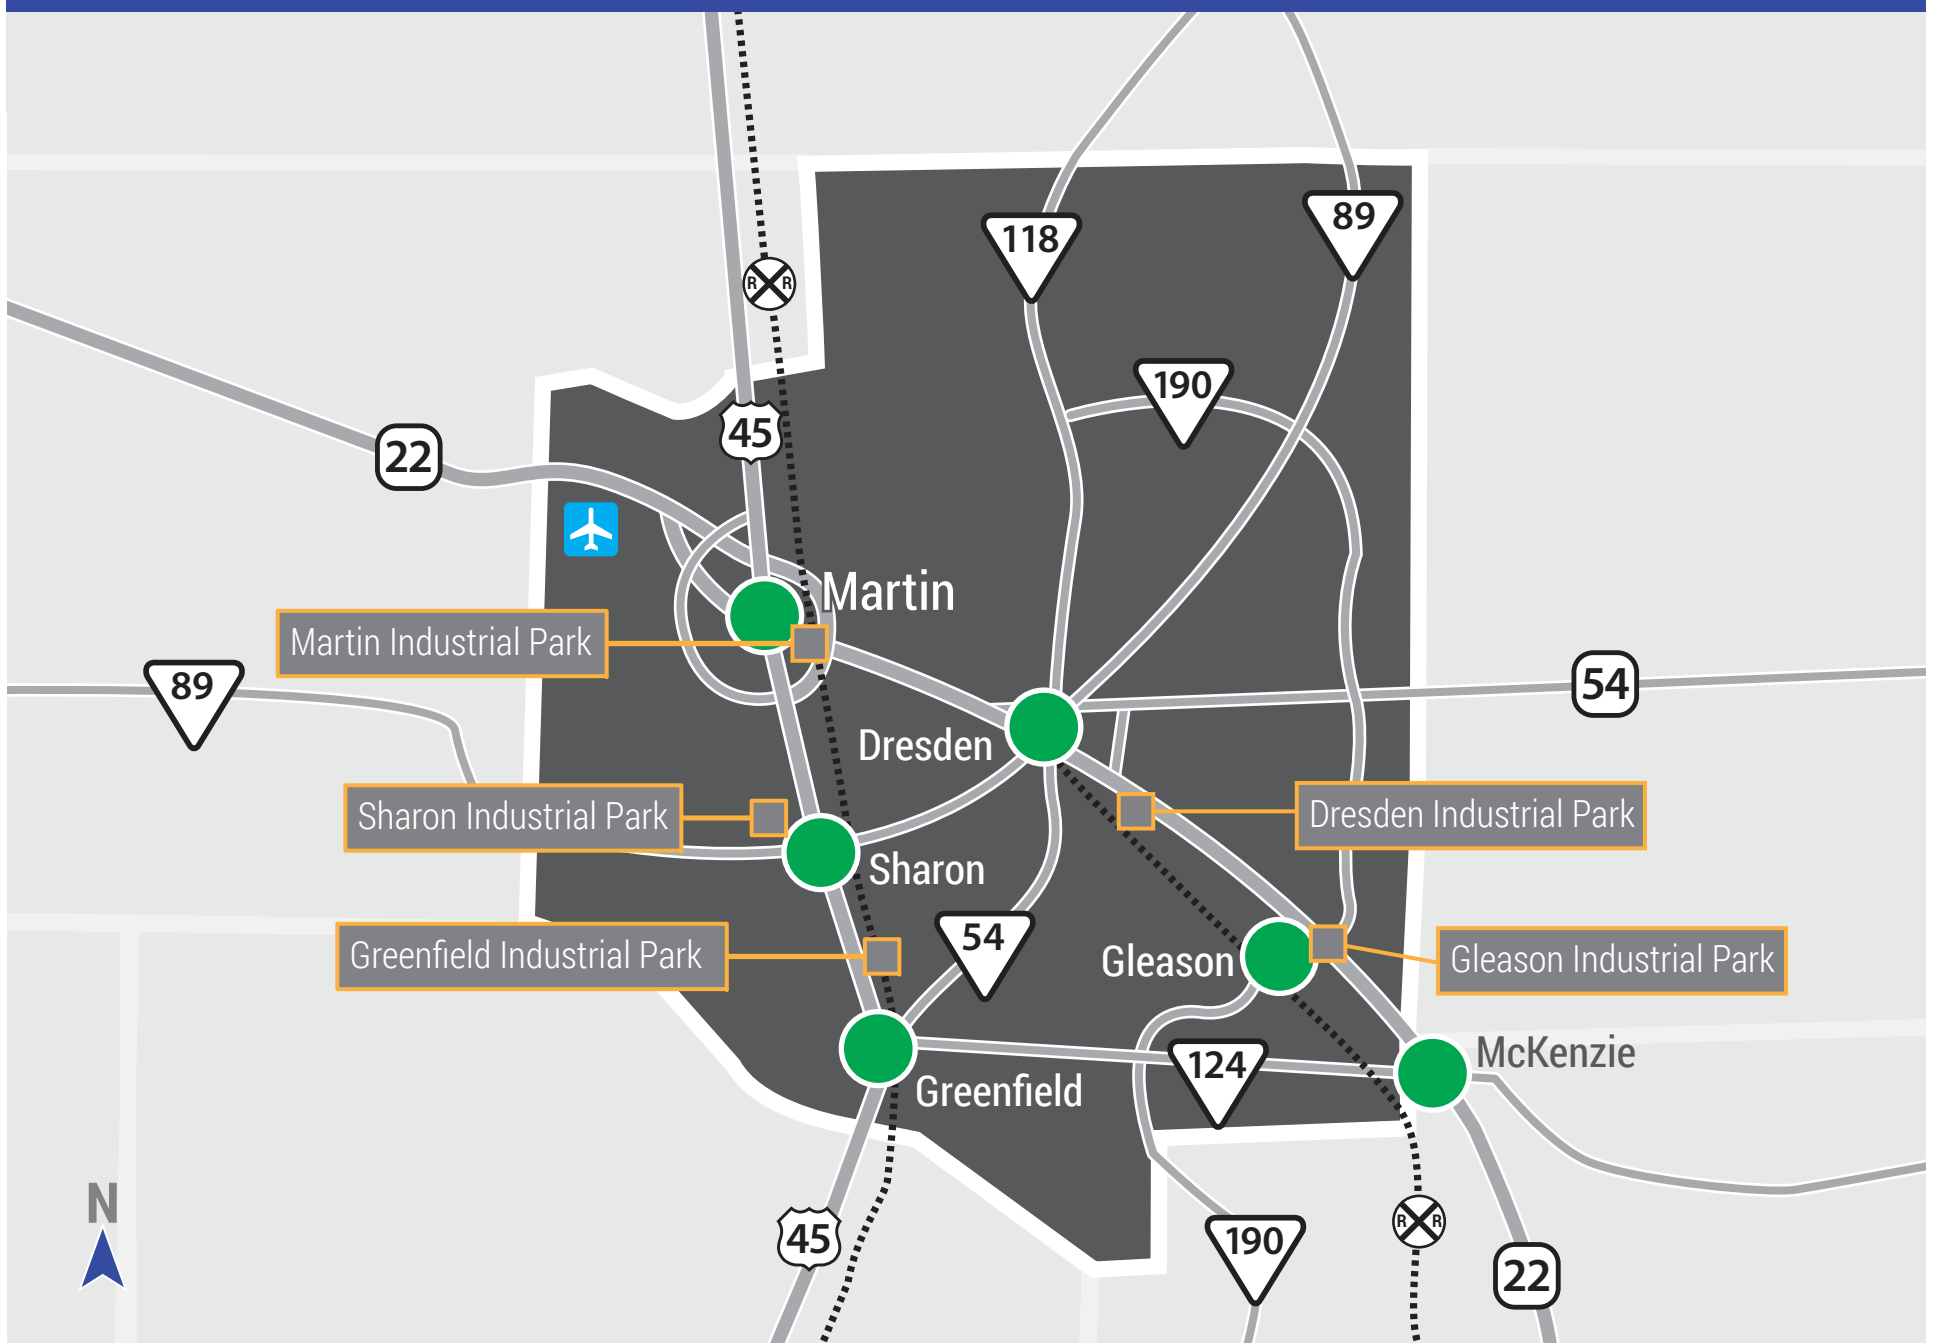 118
89
R R
190
45
22
Martin
Martin Industrial Park
89
54
Dresden
Sharon Industrial Park
Dresden Industrial Park
Sharon
54
Greenfield Industrial Park
Gleason
Gleason Industrial Park
McKenzie
124
Greenfield
N
45
190
R R
22